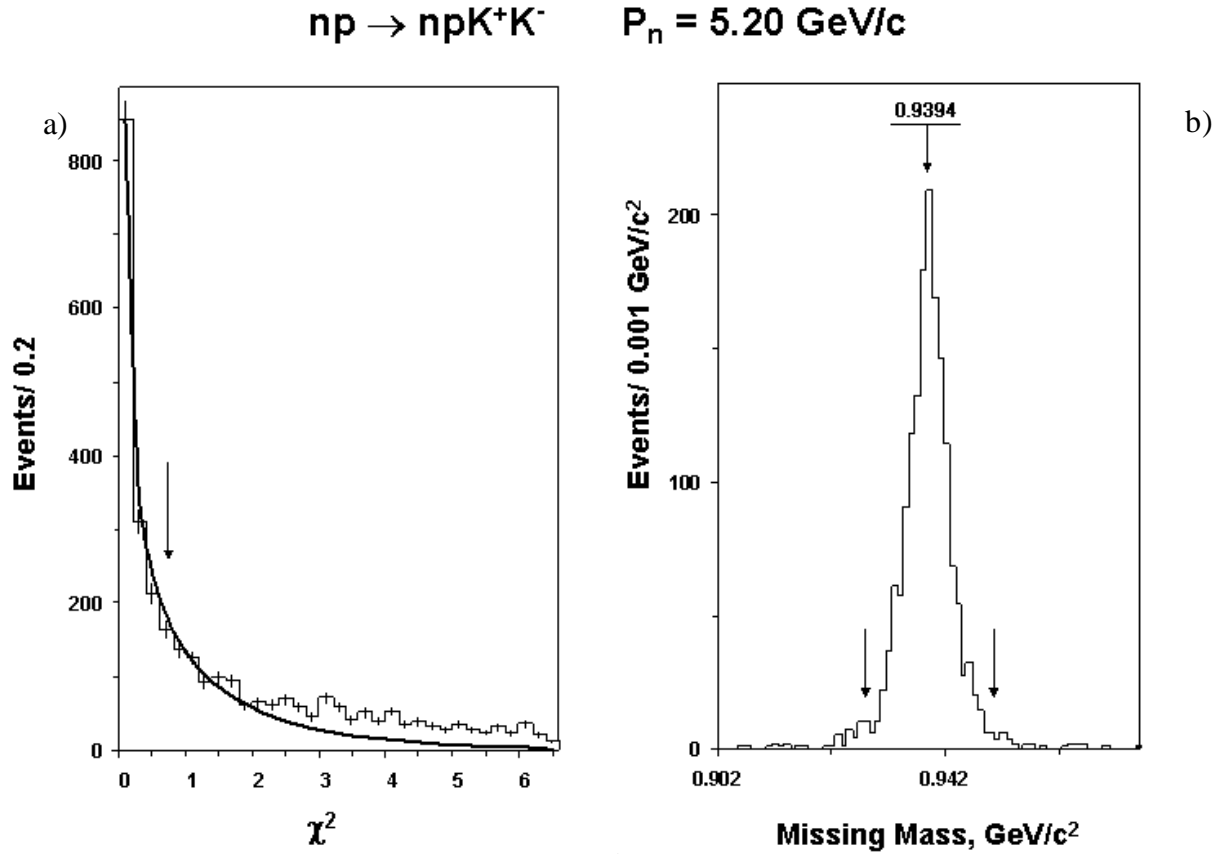 np → npK⁺K⁻ Pₙ = 5.20 GeV/c
a)
800
600
400
200
0
Events/ 0.2
0 1 2 3 4 5 6
χ²
b)
0.9394
200
100
0
Events/ 0.001 GeV/c²
0.902 0.942
Missing Mass, GeV/c²